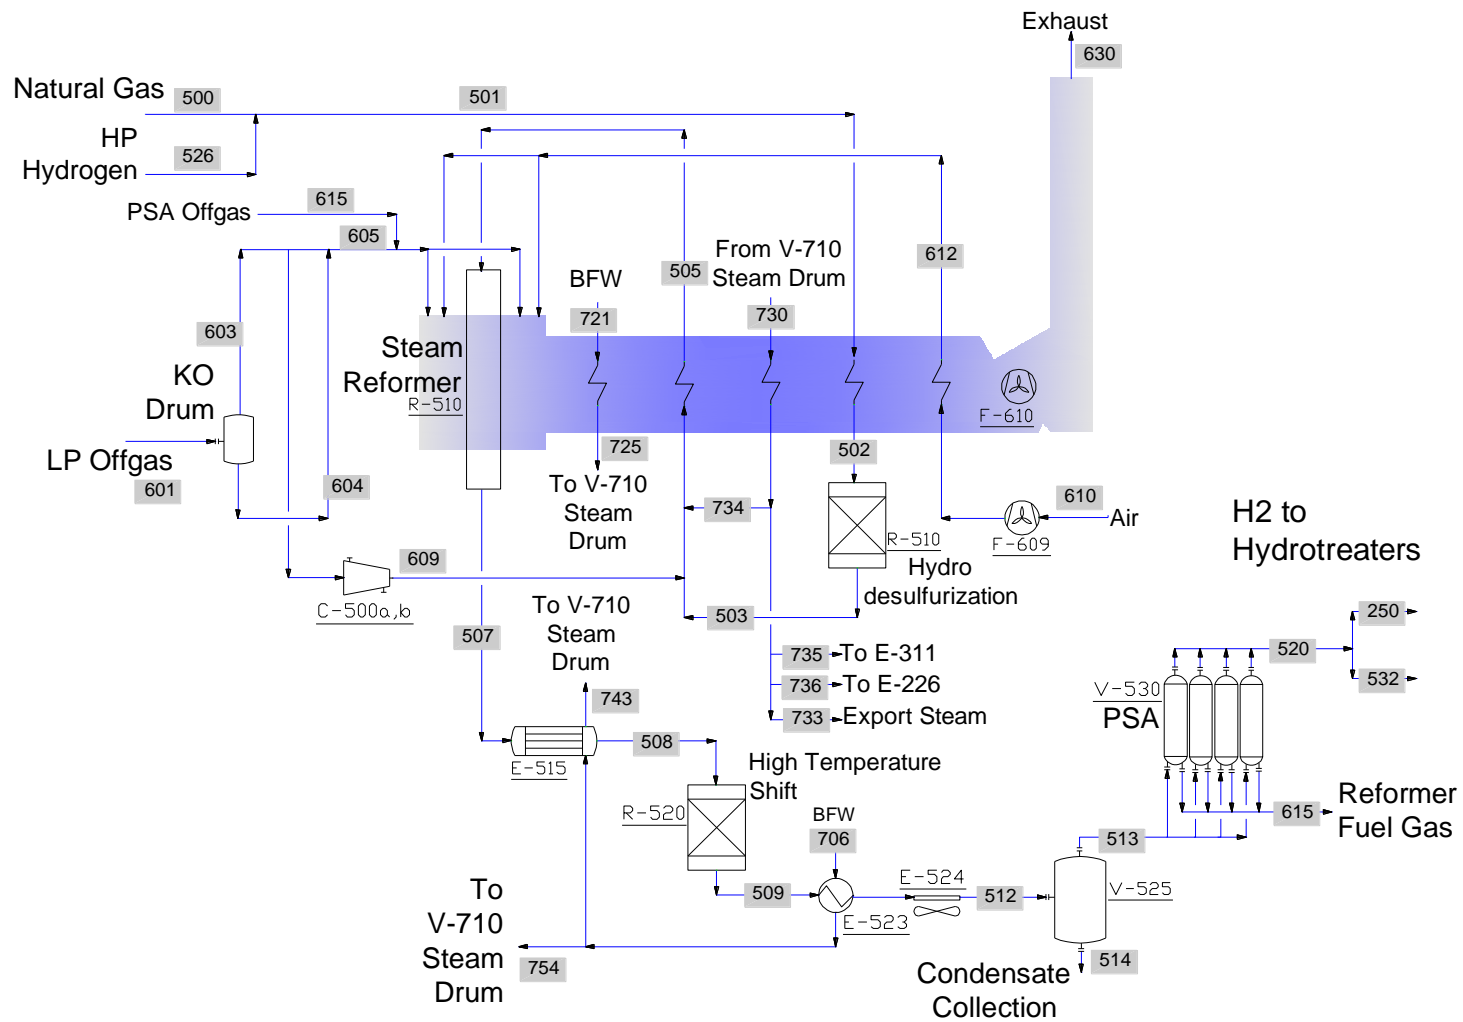 Exhaust
630
Natural Gas
500
501
HP
Hydrogen
526
PSA Offgas
615
605
From V-710
Steam Drum
612
505
BFW
721
730
603
Steam
Reformer
R-510
KO
Drum
F-610
LP Offgas
601
604
725
502
To V-710
Steam
Drum
734
610
Air
F-609
R-510
Hydro
desulfurization
H2 to
Hydrotreaters
609
C-500a,b
To V-710
Steam
Drum
503
507
735
To E-311
736
To E-226
733
Export Steam
743
250
520
532
V-530
PSA
508
E-515
High Temperature
Shift
R-520
BFW
706
615
Reformer
Fuel Gas
513
509
E-523
E-524
512
V-525
514
Condensate
Collection
To
V-710
Steam
Drum
754